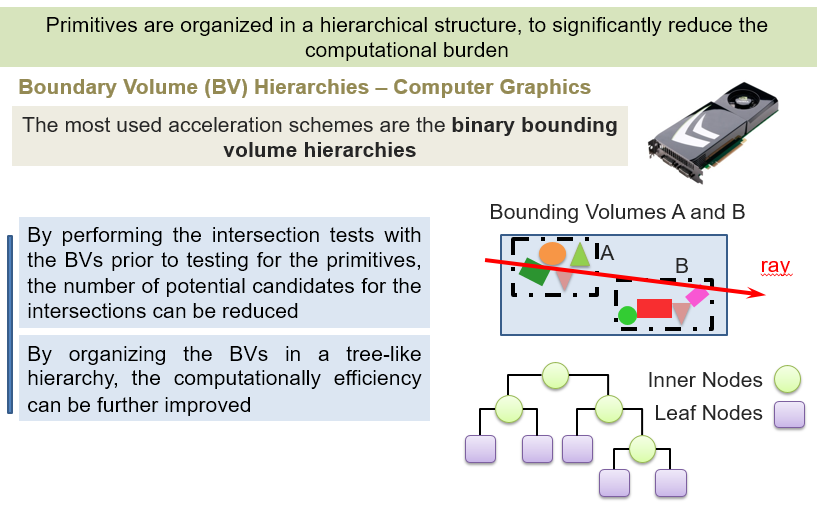 Primitives are organized in a hierarchical structure, to significantly reduce the
computational burden
Boundary Volume (BV) Hierarchies – Computer Graphics
The most used acceleration schemes are the binary bounding
volume hierarchies
By performing the intersection tests with
the BVs prior to testing for the primitives,
the number of potential candidates for the
intersections can be reduced
By organizing the BVs in a tree-like
hierarchy, the computationally efficiency
can be further improved
Bounding Volumes A and B
A
B
ray
Inner Nodes
Leaf Nodes